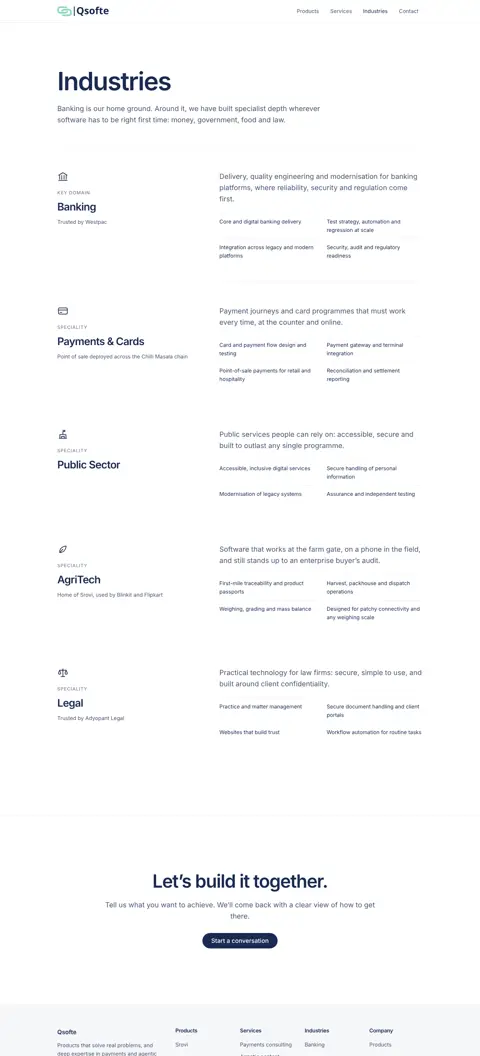 Qsofte
Products Services Industries Contact
Industries
Banking is our home ground. Around it, we have built specialist depth wherever
software has to be right first time: money, government, food and law.
KEY DOMAIN
Banking
Trusted by Westpac
Delivery, quality engineering and modernisation for banking
platforms, where reliability, security and regulation come
first.
Core and digital banking delivery
Test strategy, automation and
regression at scale
Integration across legacy and modern
platforms
Security, audit and regulatory
readiness
SPECIALITY
Payments & Cards
Point of sale deployed across the Chilli Masala chain
Payment journeys and card programmes that must work
every time, at the counter and online.
Card and payment flow design and
testing
Payment gateway and terminal
integration
Point-of-sale payments for retail and
hospitality
Reconciliation and settlement
reporting
SPECIALITY
Public Sector
Public services people can rely on: accessible, secure and
built to outlast any single programme.
Accessible, inclusive digital services
Secure handling of personal
information
Modernisation of legacy systems
Assurance and independent testing
SPECIALITY
AgriTech
Home of Srovi, used by Blinkit and Flipkart
Software that works at the farm gate, on a phone in the field,
and still stands up to an enterprise buyer's audit.
First-mile traceability and product
passports
Harvest, packhouse and dispatch
operations
Weighing, grading and mass balance
Designed for patchy connectivity and
any weighing scale
SPECIALITY
Legal
Trusted by Adyopant Legal
Practical technology for law firms: secure, simple to use, and
built around client confidentiality.
Practice and matter management
Secure document handling and client
portals
Websites that build trust
Workflow automation for routine tasks
Let's build it together.
Tell us what you want to achieve. We'll come back with a clear view of how to get
there.
Start a conversation
Qsofte
Products that solve real problems, and
deep expertise in payments and agentic
Products
Srovi
Services
Payments consulting
Industries
Banking
Company
Products